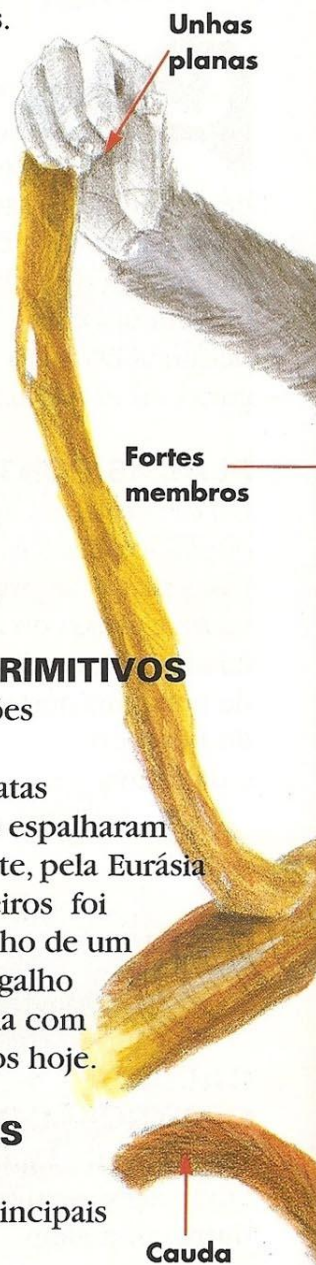 s.
Unhas
planas
Fortes
membros
RIMITIVOS
ões
atas
espalharam
te, pela Eurásia
eiros foi
ho de um
galho
a com
os hoje.
S
incipais
Cauda